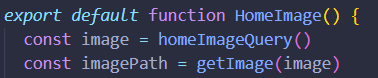 export default function HomeImage() {
const image = homeImageQuery()
const imagePath = getImage(image)